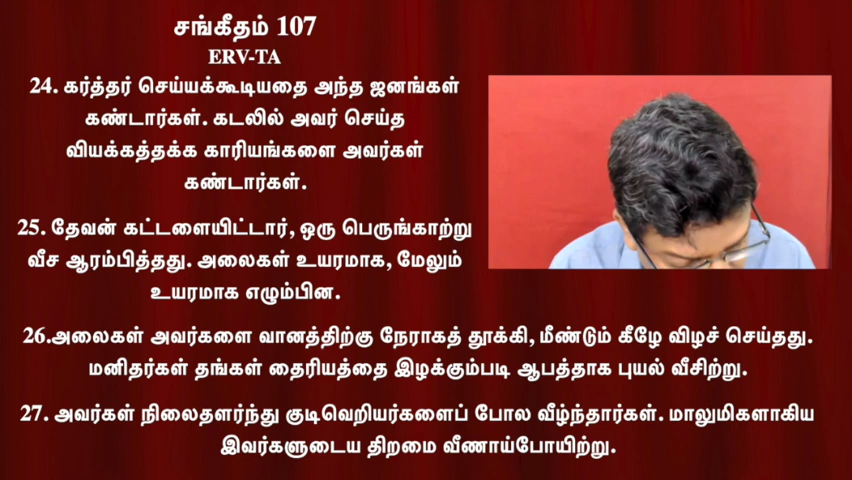 சங்கீதம் 107
ERV-TA
24. கர்த்தர் செய்யக்கூடியதை அந்த ஜனங்கள்
கண்டார்கள். கடலில் அவர் செய்த
வியக்கத்தக்க காரியங்களை அவர்கள்
கண்டார்கள்.
25. தேவன் கட்டளையிட்டார், ஒரு பெருங்காற்று
வீச ஆரம்பித்தது. அலைகள் உயரமாக, மேலும்
உயரமாக எழும்பின.
26.அலைகள் அவர்களை வானத்திற்கு நேராகத் தூக்கி, மீண்டும் கீழே விழச் செய்தது.
மனிதர்கள் தங்கள் தைரியத்தை இழக்கும்படி ஆபத்தாக புயல் வீசிற்று.
27. அவர்கள் நிலைதளர்ந்து குடிவெறியர்களைப் போல வீழ்ந்தார்கள். மாலுமிகளாகிய
இவர்களுடைய திறமை வீணாய்போயிற்று.